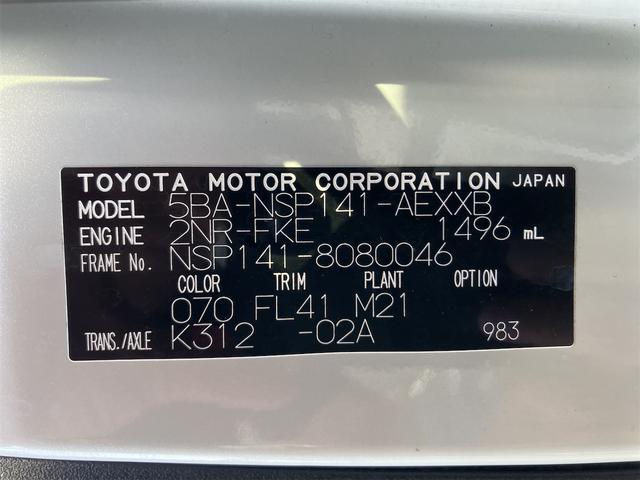 TOYOTA MOTOR CORPORATION JAPAN
MODEL 5BA-NSP141-AEXXB
ENGINE 2NR-FKE 1496 mL
FRAME No. NSP141-8080046
COLOR TRIM PLANT OPTION
070 FL41 M21
TRANS./AXLE K312 -02A 983